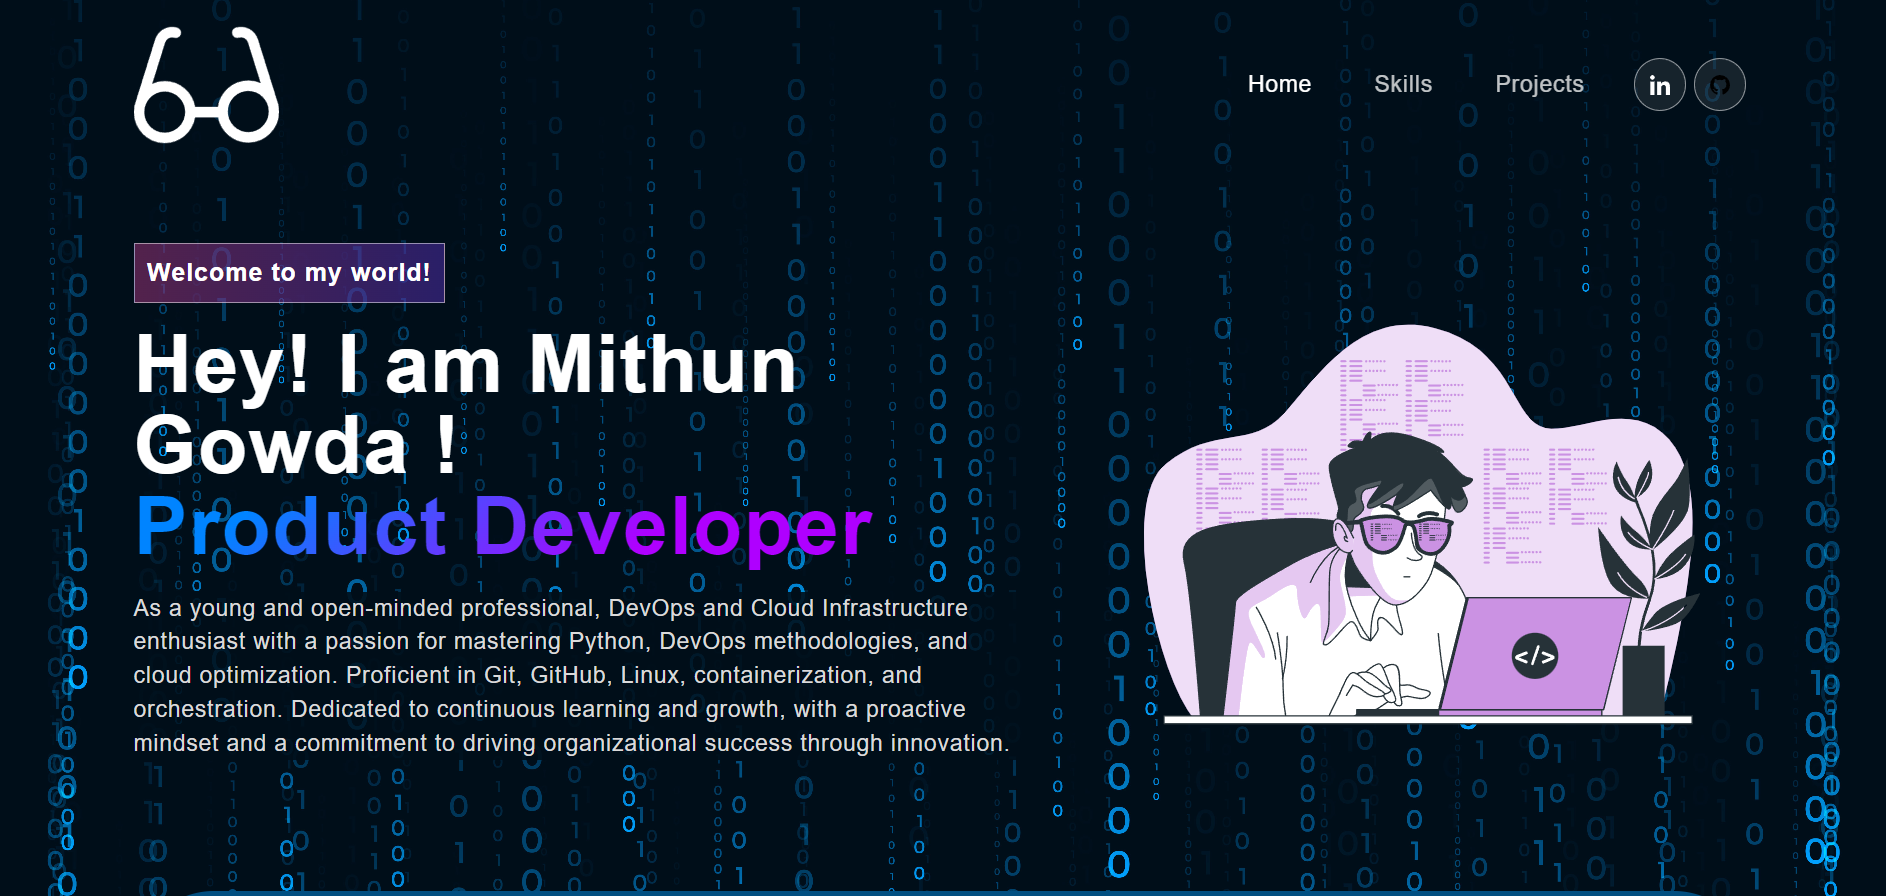 Home Skills Projects in
Welcome to my world!
Hey! I am Mithun
Gowda !
Product Developer
As a young and open-minded professional, DevOps and Cloud Infrastructure
enthusiast with a passion for mastering Python, DevOps methodologies, and
cloud optimization. Proficient in Git, GitHub, Linux, containerization, and
orchestration. Dedicated to continuous learning and growth, with a proactive
mindset and a commitment to driving organizational success through innovation.
</>